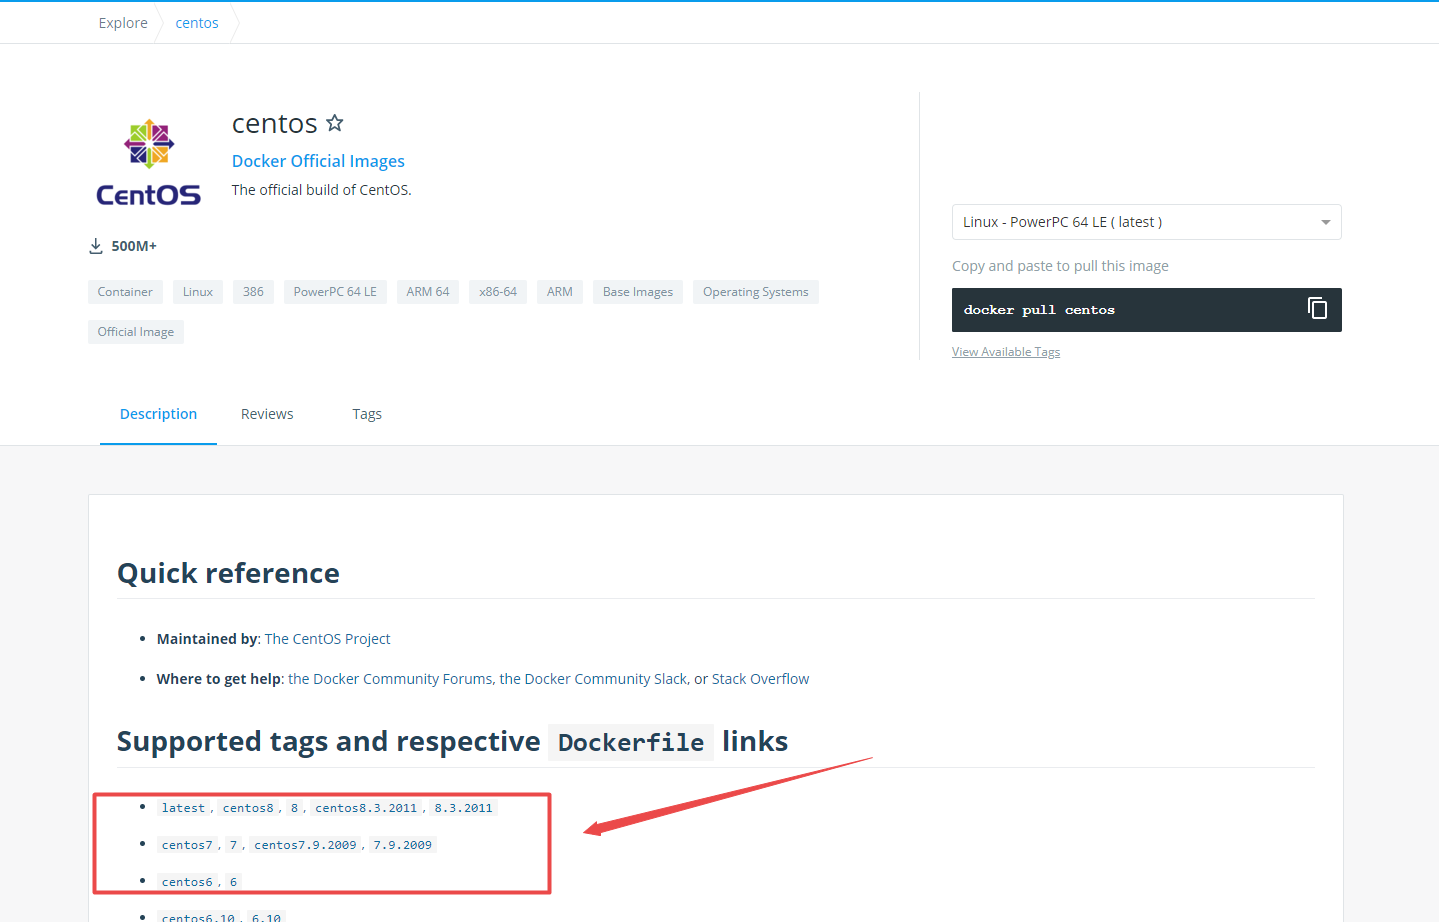 Explore centos
centos
Docker Official Images
The official build of CentOS.
CentOS
500M+
Container Linux 386 PowerPC 64 LE ARM 64 x86-64 ARM Base Images Operating Systems
Official Image
Linux - PowerPC 64 LE ( latest )
Copy and paste to pull this image
docker pull centos
View Available Tags
Description Reviews Tags
Quick reference
• Maintained by: The CentOS Project
• Where to get help: the Docker Community Forums, the Docker Community Slack, or Stack Overflow
Supported tags and respective Dockerfile links
• latest, centos8, 8, centos8.3.2011, 8.3.2011
• centos7, 7, centos7.9.2009, 7.9.2009
• centos6, 6
• centos6.10, 6.10